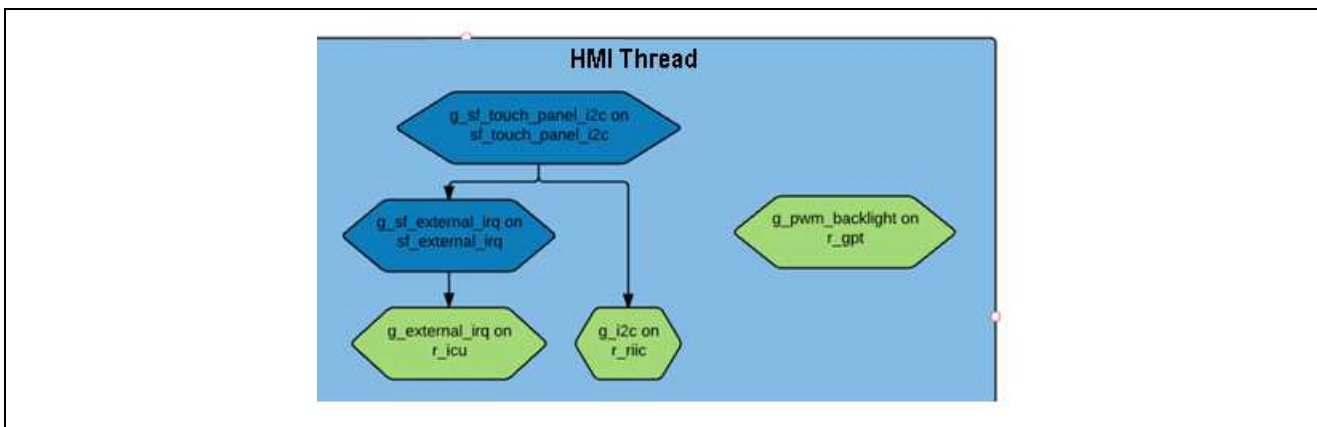 HMI Thread
g_sf_touch_panel_i2c on
sf_touch_panel_i2c
g_sf_external_irq on
sf_external_irq
g_pwm_backlight on
r_gpt
g_external_irq on
r_icu
g_i2c on
r_riic